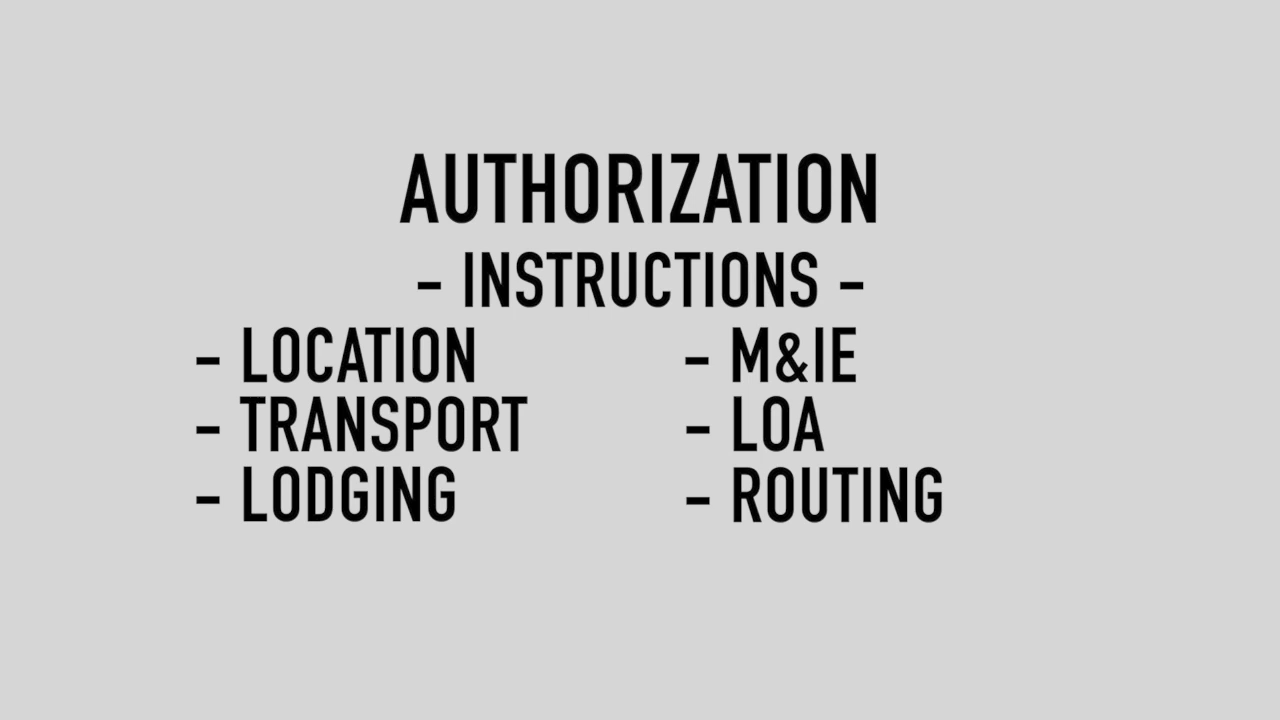 AUTHORIZATION
- INSTRUCTIONS -
- LOCATION
- TRANSPORT
- LODGING
- M&IE
- LOA
- ROUTING